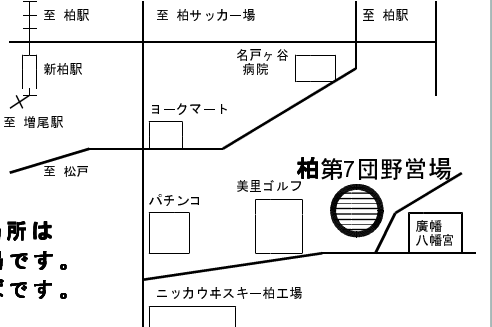 至 柏駅
至 柏サッカー場
至 柏駅
新柏駅
名戸ヶ谷
病院
至 増尾駅
ヨークマート
至 松戸
柏第7団野営場
美里ゴルフ
パチンコ
廣幡
八幡宮
所は
です。
です。
ニッカウヰスキー柏工場